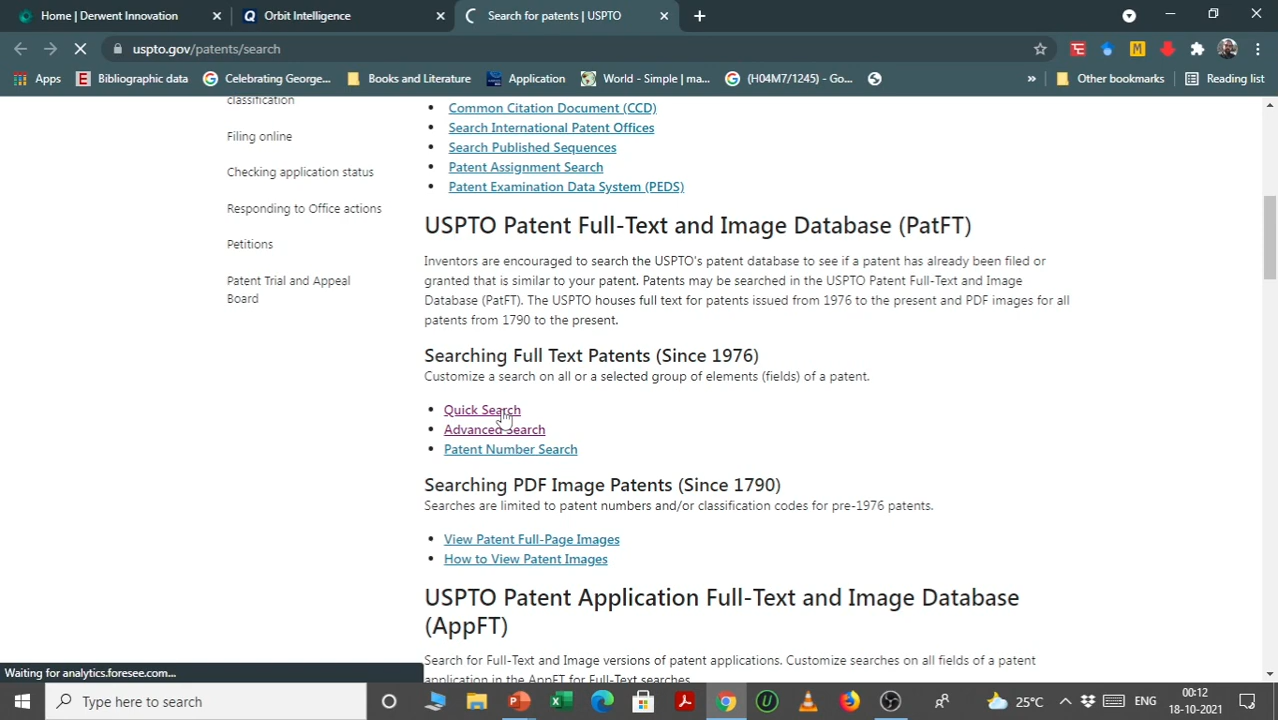 Home | Derwent Innovation
Orbit Intelligence
Search for patents | USPTO
uspto.gov/patents/search
Apps
Bibliographic data
Celebrating George...
Books and Literature
Application
World - Simple | ma...
(H04M7/1245) - Go...
Other bookmarks
Reading list
classification
Filing online
Checking application status
Responding to Office actions
Petitions
Patent Trial and Appeal
Board
• Common Citation Document (CCD)
• Search International Patent Offices
• Search Published Sequences
• Patent Assignment Search
• Patent Examination Data System (PEDS)
USPTO Patent Full-Text and Image Database (PatFT)
Inventors are encouraged to search the USPTO's patent database to see if a patent has already been filed or
granted that is similar to your patent. Patents may be searched in the USPTO Patent Full-Text and Image
Database (PatFT). The USPTO houses full text for patents issued from 1976 to the present and PDF images for all
patents from 1790 to the present.
Searching Full Text Patents (Since 1976)
Customize a search on all or a selected group of elements (fields) of a patent.
• Quick Search
• Advanced Search
• Patent Number Search
Searching PDF Image Patents (Since 1790)
Searches are limited to patent numbers and/or classification codes for pre-1976 patents.
• View Patent Full-Page Images
• How to View Patent Images
USPTO Patent Application Full-Text and Image Database
(AppFT)
Search for Full-Text and Image versions of patent applications. Customize searches on all fields of a patent
application in the AppFT for Full-Text searches.
Waiting for analytics.foresee.com...
Type here to search
25°C
ENG
00:12
18-10-2021